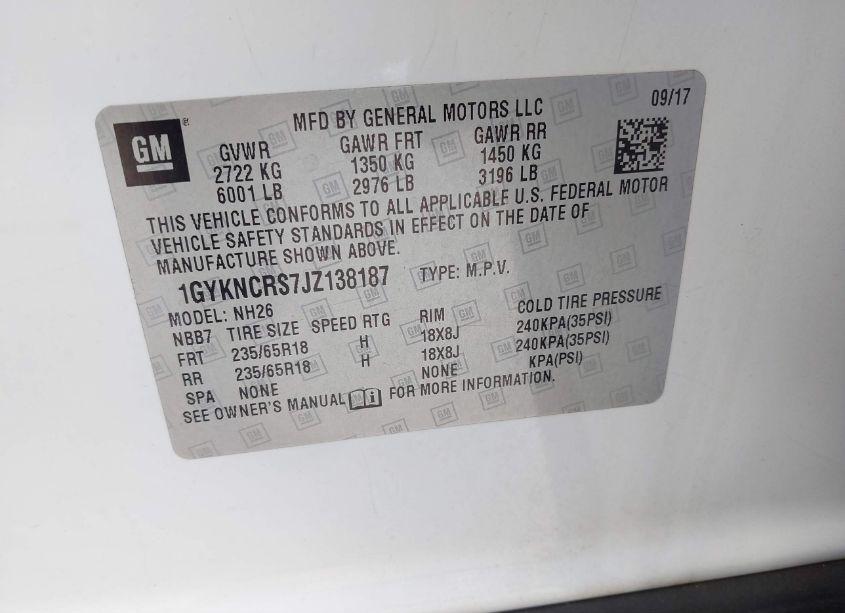 GM®
MFD BY GENERAL MOTORS LLC 09/17
GVWR GAWR FRT GAWR RR
2722 KG 1350 KG 1450 KG
6001 LB 2976 LB 3196 LB
THIS VEHICLE CONFORMS TO ALL APPLICABLE U.S. FEDERAL MOTOR
VEHICLE SAFETY STANDARDS IN EFFECT ON THE DATE OF
MANUFACTURE SHOWN ABOVE.
1GYKNCRS7JZ138187 TYPE: M.P.V.
MODEL: NH26
NBB7 TIRE SIZE SPEED RTG RIM COLD TIRE PRESSURE
FRT 235/65R18 H 18X8J 240KPA(35PSI)
RR 235/65R18 H 18X8J 240KPA(35PSI)
SPA NONE NONE KPA(PSI)
SEE OWNER'S MANUAL FOR MORE INFORMATION.